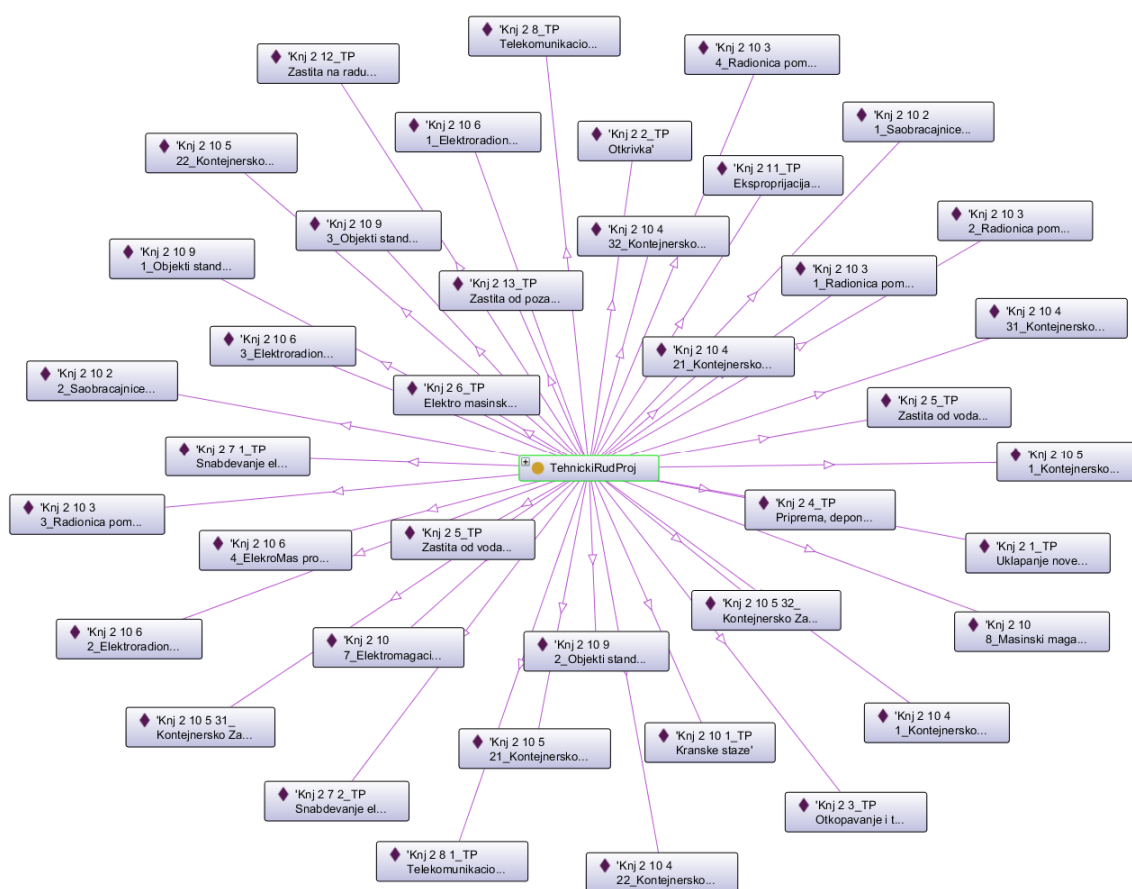 'Knj 2 8_TP
Telekomunikacio...
'Knj 2 12_TP
Zastita na radu...
'Knj 2 10 3
4_Radionica pom...
'Knj 2 10 6
1_Elektroradion...
'Knj 2 2_TP
Otkrivka'
'Knj 2 10 2
1_Saobracajnice...
'Knj 2 10 5
22_Kontejnersko...
'Knj 2 11_TP
Eksproprijacija...
'Knj 2 10 9
3_Objekti stand...
'Knj 2 10 4
32_Kontejnersko...
'Knj 2 10 3
2_Radionica pom...
'Knj 2 10 9
1_Objekti stand...
'Knj 2 13_TP
Zastita od poza...
'Knj 2 10 3
1_Radionica pom...
'Knj 2 10 4
31_Kontejnersko...
'Knj 2 10 6
3_Elektroradion...
'Knj 2 10 4
21_Kontejnersko...
'Knj 2 10 2
2_Saobracajnice...
'Knj 2 6_TP
Elektro masinsk...
'Knj 2 5_TP
Zastita od voda...
'Knj 2 7 1_TP
Snabdevanje el...
TehnickiRudProj
'Knj 2 10 5
1_Kontejnersko...
'Knj 2 10 3
3_Radionica pom...
'Knj 2 4_TP
Priprema, depon...
'Knj 2 10 6
4_ElekroMas pro...
'Knj 2 5_TP
Zastita od voda...
'Knj 2 1_TP
Uklapanje nove...
'Knj 2 10 5 32_
Kontejnersko Za...
'Knj 2 10 6
2_Elektroradion...
'Knj 2 10
7_Elektromagaci...
'Knj 2 10 9
2_Objekti stand...
'Knj 2 10
8_Masinski maga...
'Knj 2 10 5 31_
Kontejnersko Za...
'Knj 2 10 5
21_Kontejnersko...
'Knj 2 10 1_TP
Kranske staze'
'Knj 2 10 4
1_Kontejnersko...
'Knj 2 7 2_TP
Snabdevanje el...
'Knj 2 3_TP
Otkopavanje i t...
'Knj 2 8 1_TP
Telekomunikacio...
'Knj 2 10 4
22_Kontejnersko...